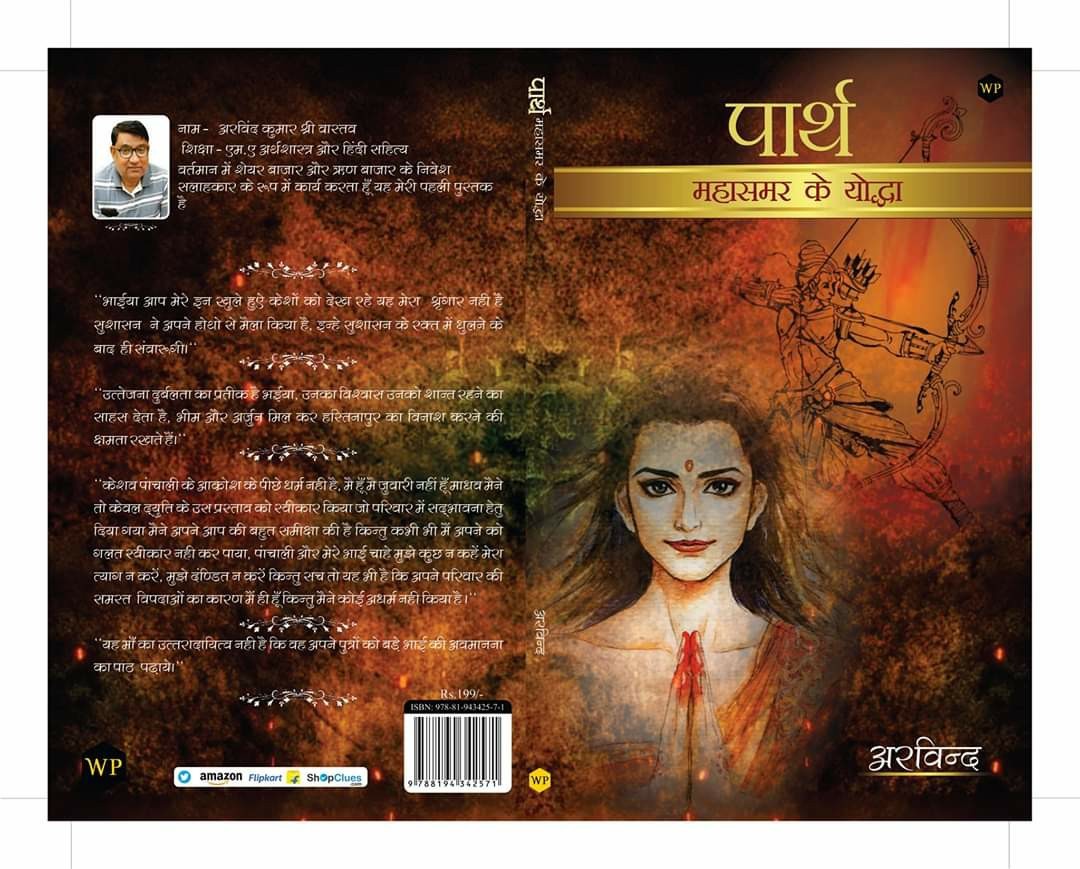 नाम - अरविंद कुमार श्री वास्तव
शिक्षा - एम.ए अर्थशास्त्र और हिंदी सहित्य
वर्तमान में शेयर बाजार और ऋण बाजार के निवेश
सलाहकार के रूप में कार्य करता हूँ यह मेरी पहली पुस्तक
है
“भाईया आप मेरे इन खुले हुऐ केशों को देख रहे यह मेरा श्रृंगार नही है
सुशासन ने अपने होथो से मैला किया है, इन्हे सुशासन के रक्त में धुलने के
बाद ही संवारूगी।“
“उत्तेजना दुर्बलता का प्रतीक है भईया, उनका विश्वास उनको शान्त रहने का
साहस देता है, भीम और अर्जुन मिल कर हस्तिनापुर का विनाश करने की
क्षमता रखते हैं।“
“केशव पांचाली के आक्रोश के पीछे धर्म नही है, मै हूँ मै जुवारी नहीं हूँ माधव मैने
तो केवल द्युति के उस प्रस्ताव को स्वीकार किया जो परिवार में सद्भावना हेतु
दिया गया मैने अपने आप की बहुत समीक्षा की है किन्तु कभी भी मैं अपने को
गलत स्वीकार नही कर पाया, पांचाली और मेरे भाई चाहे मुझे कुछ न कहें मेरा
त्याग न करें, मुझे दंण्डित न करें किन्तु सच तो यह भी है कि अपने परिवार की
समस्त विपदाओं का कारण मैं ही हूँ किन्तु मैने कोई अधर्म नही किया है।“
“यह माँ का उत्तरादायित्व नही है कि वह अपने पुत्रों को बड़े भाई की अवमानना
का पाठ पढ़ाये।“
Rs.199/-
ISBN: 978-81-943425-7-1
9 788194 342571
WP
amazon Flipkart ShopClues.com
पार्थ महासमर के योद्धा
अरविन्द
WP
WP
पार्थ
महासमर के योद्धा
अरविन्द